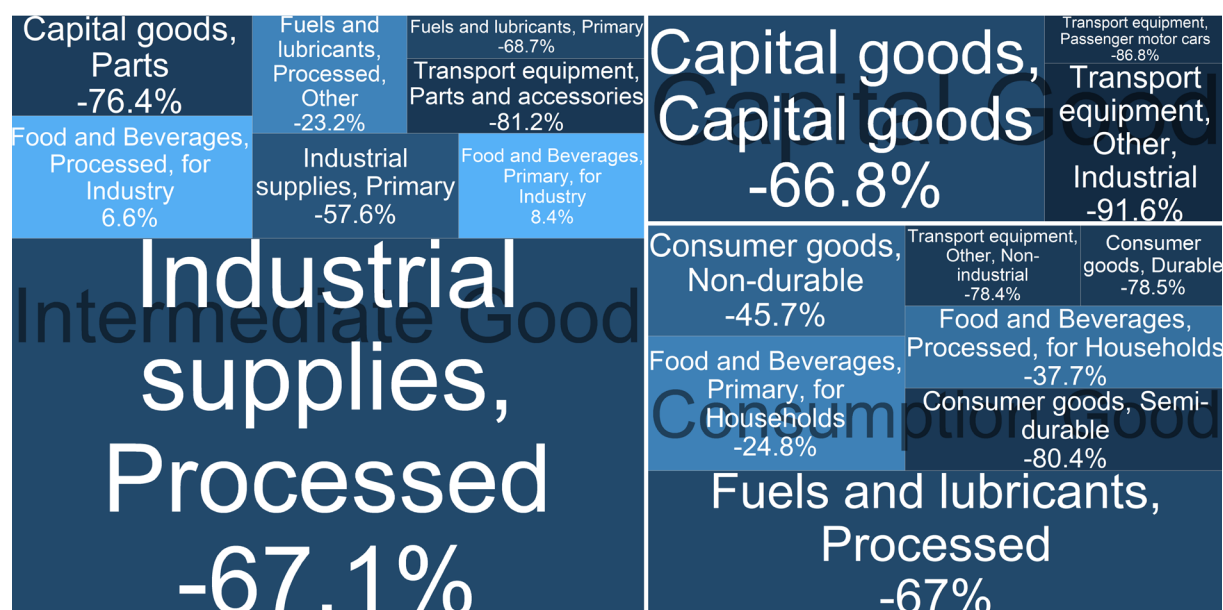 Capital goods,
Parts
-76.4%
Fuels and
lubricants,
Processed,
Other
-23.2%
Fuels and lubricants, Primary
-68.7%
Transport equipment,
Parts and accessories
-81.2%
Food and Beverages,
Processed, for
Industry
6.6%
Industrial
supplies, Primary
-57.6%
Food and Beverages,
Primary, for
Industry
8.4%
Intermediate Good
Industrial
supplies,
Processed
-67.1%
Capital Good
Capital goods,
Capital goods
-66.8%
Transport equipment,
Passenger motor cars
-86.8%
Transport
equipment,
Other,
Industrial
-91.6%
Consumer goods,
Non-durable
-45.7%
Transport equipment,
Other, Non-
industrial
-78.4%
Consumer
goods, Durable
-78.5%
Food and Beverages,
Primary, for
Households
-24.8%
Food and Beverages,
Processed, for Households
-37.7%
Consumption Good
Consumer goods, Semi-
durable
-80.4%
Fuels and lubricants,
Processed
-67%